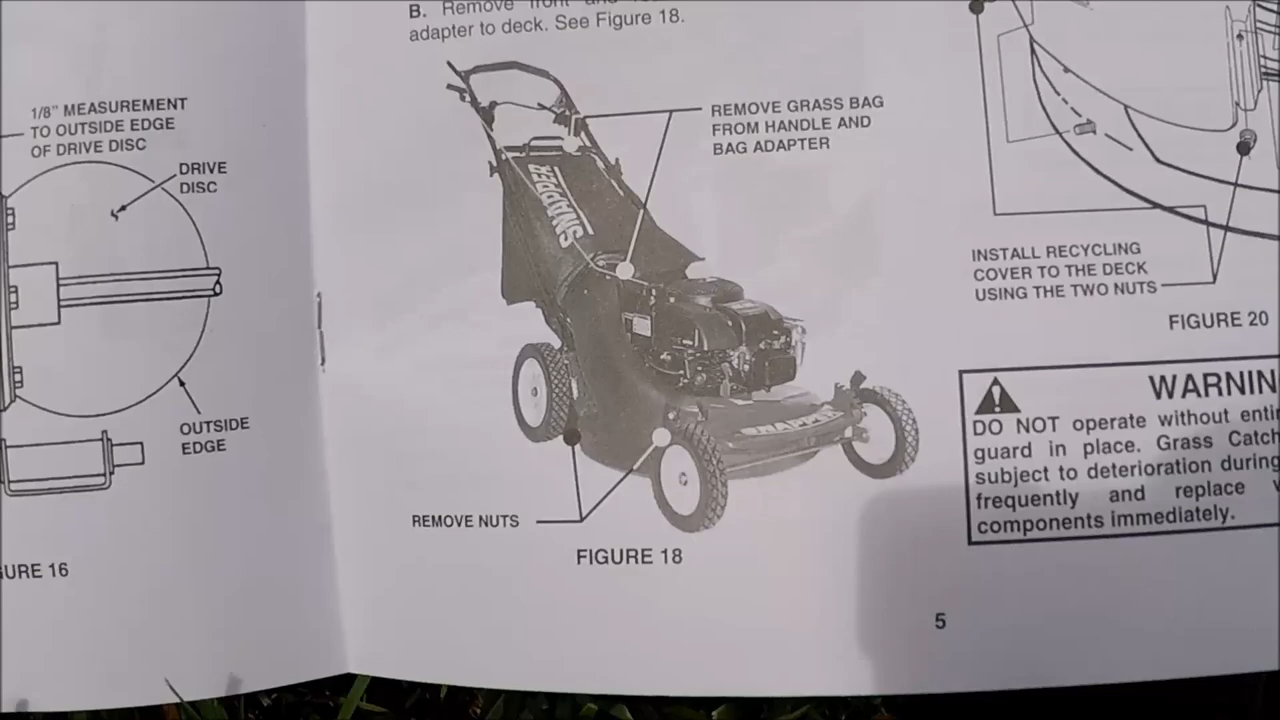 1/8" MEASUREMENT
TO OUTSIDE EDGE
OF DRIVE DISC
DRIVE
DISC
OUTSIDE
EDGE
URE 16
B. Remove front and
adapter to deck. See Figure 18.
REMOVE GRASS BAG
FROM HANDLE AND
BAG ADAPTER
SNAPPER
SNAPPER
REMOVE NUTS
FIGURE 18
INSTALL RECYCLING
COVER TO THE DECK
USING THE TWO NUTS
FIGURE 20
WARNIN
DO NOT operate without enti
guard in place. Grass Catch
subject to deterioration during
frequently and replace
components immediately.
5